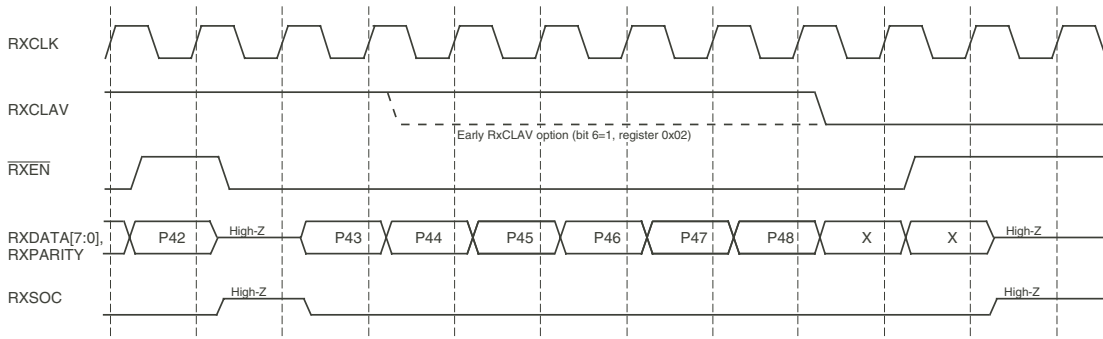 RXCLK
RXCLAV
Early RxCLAV option (bit 6=1, register 0x02)
RXEN
RXDATA[7:0],
RXPARITY
P42
High-Z
P43
P44
P45
P46
P47
P48
X
X
High-Z
RXSOC
High-Z
High-Z